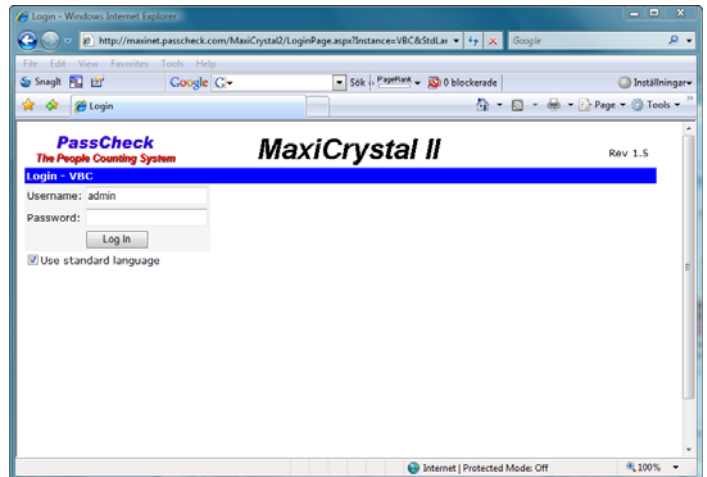 Login - Windows Internet Explorer
http://maxinet.passcheck.com/MaxiCrystal2/LoginPage.aspx?Instance=VBC&StdLar
Google
File Edit View Favorites Tools Help
SnagIt Google G Sök PageRank 0 blockerade Inställningar
Login Page Tools
PassCheck MaxiCrystal II
The People Counting System Rev 1.5
Login - VBC
Username: admin
Password:
Log In
Use standard language
Internet | Protected Mode: Off 100%